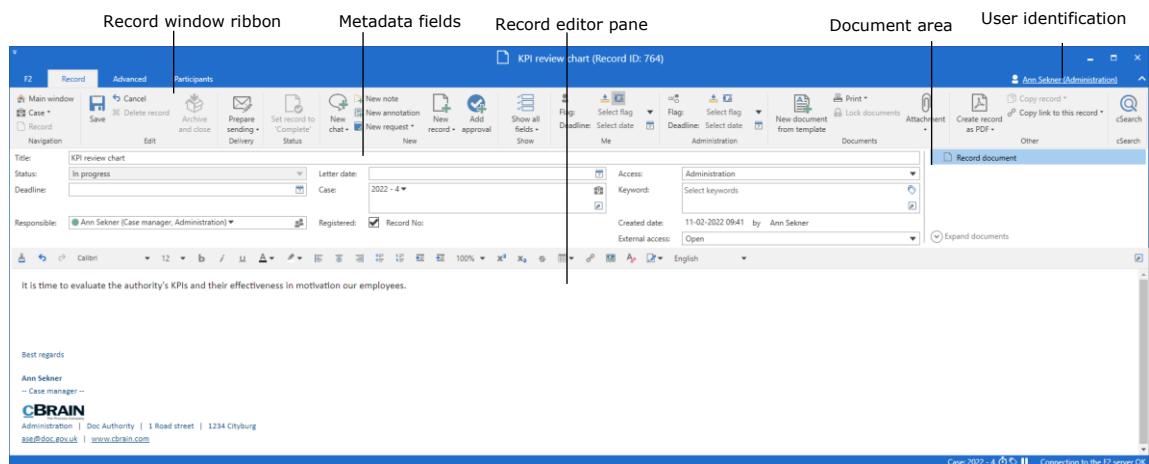 Record window ribbon Metadata fields Record editor pane Document area User identification
KPI review chart (Record ID: 764)
F2 Record Advanced Participants Ann Sekner (Administration)
Main window Cancel New note Print Copy record
Case Save Delete record Archive and close Prepare sending Set record to 'Complete' New chat New annotation New record Add approval Show all fields Flag: Select flag Flag: Select flag New document from template Lock documents Attachment Create record as PDF Copy link to this record cSearch
Record New request Deadline: Select date Deadline: Select date
Navigation Edit Delivery Status New Show Me Administration Documents Other cSearch
Title: KPI review chart Record document
Status: In progress Letter date: Access: Administration
Deadline: Case: 2022 - 4 Keyword: Select keywords
Responsible: Ann Sekner (Case manager, Administration) Registered: Record No: Created date: 11-02-2022 09:41 by Ann Sekner
External access: Open Expand documents
Calibri 12 b i u A 100% x² x₂ English
It is time to evaluate the authority's KPIs and their effectiveness in motivation our employees.
Best regards
Ann Sekner
-- Case manager --
CBRAIN
Administration | Doc Authority | 1 Road street | 1234 Cityburg
ase@doc.gov.uk | www.cbrain.com
Case: 2022 - 4 Connection to the F2 server OK